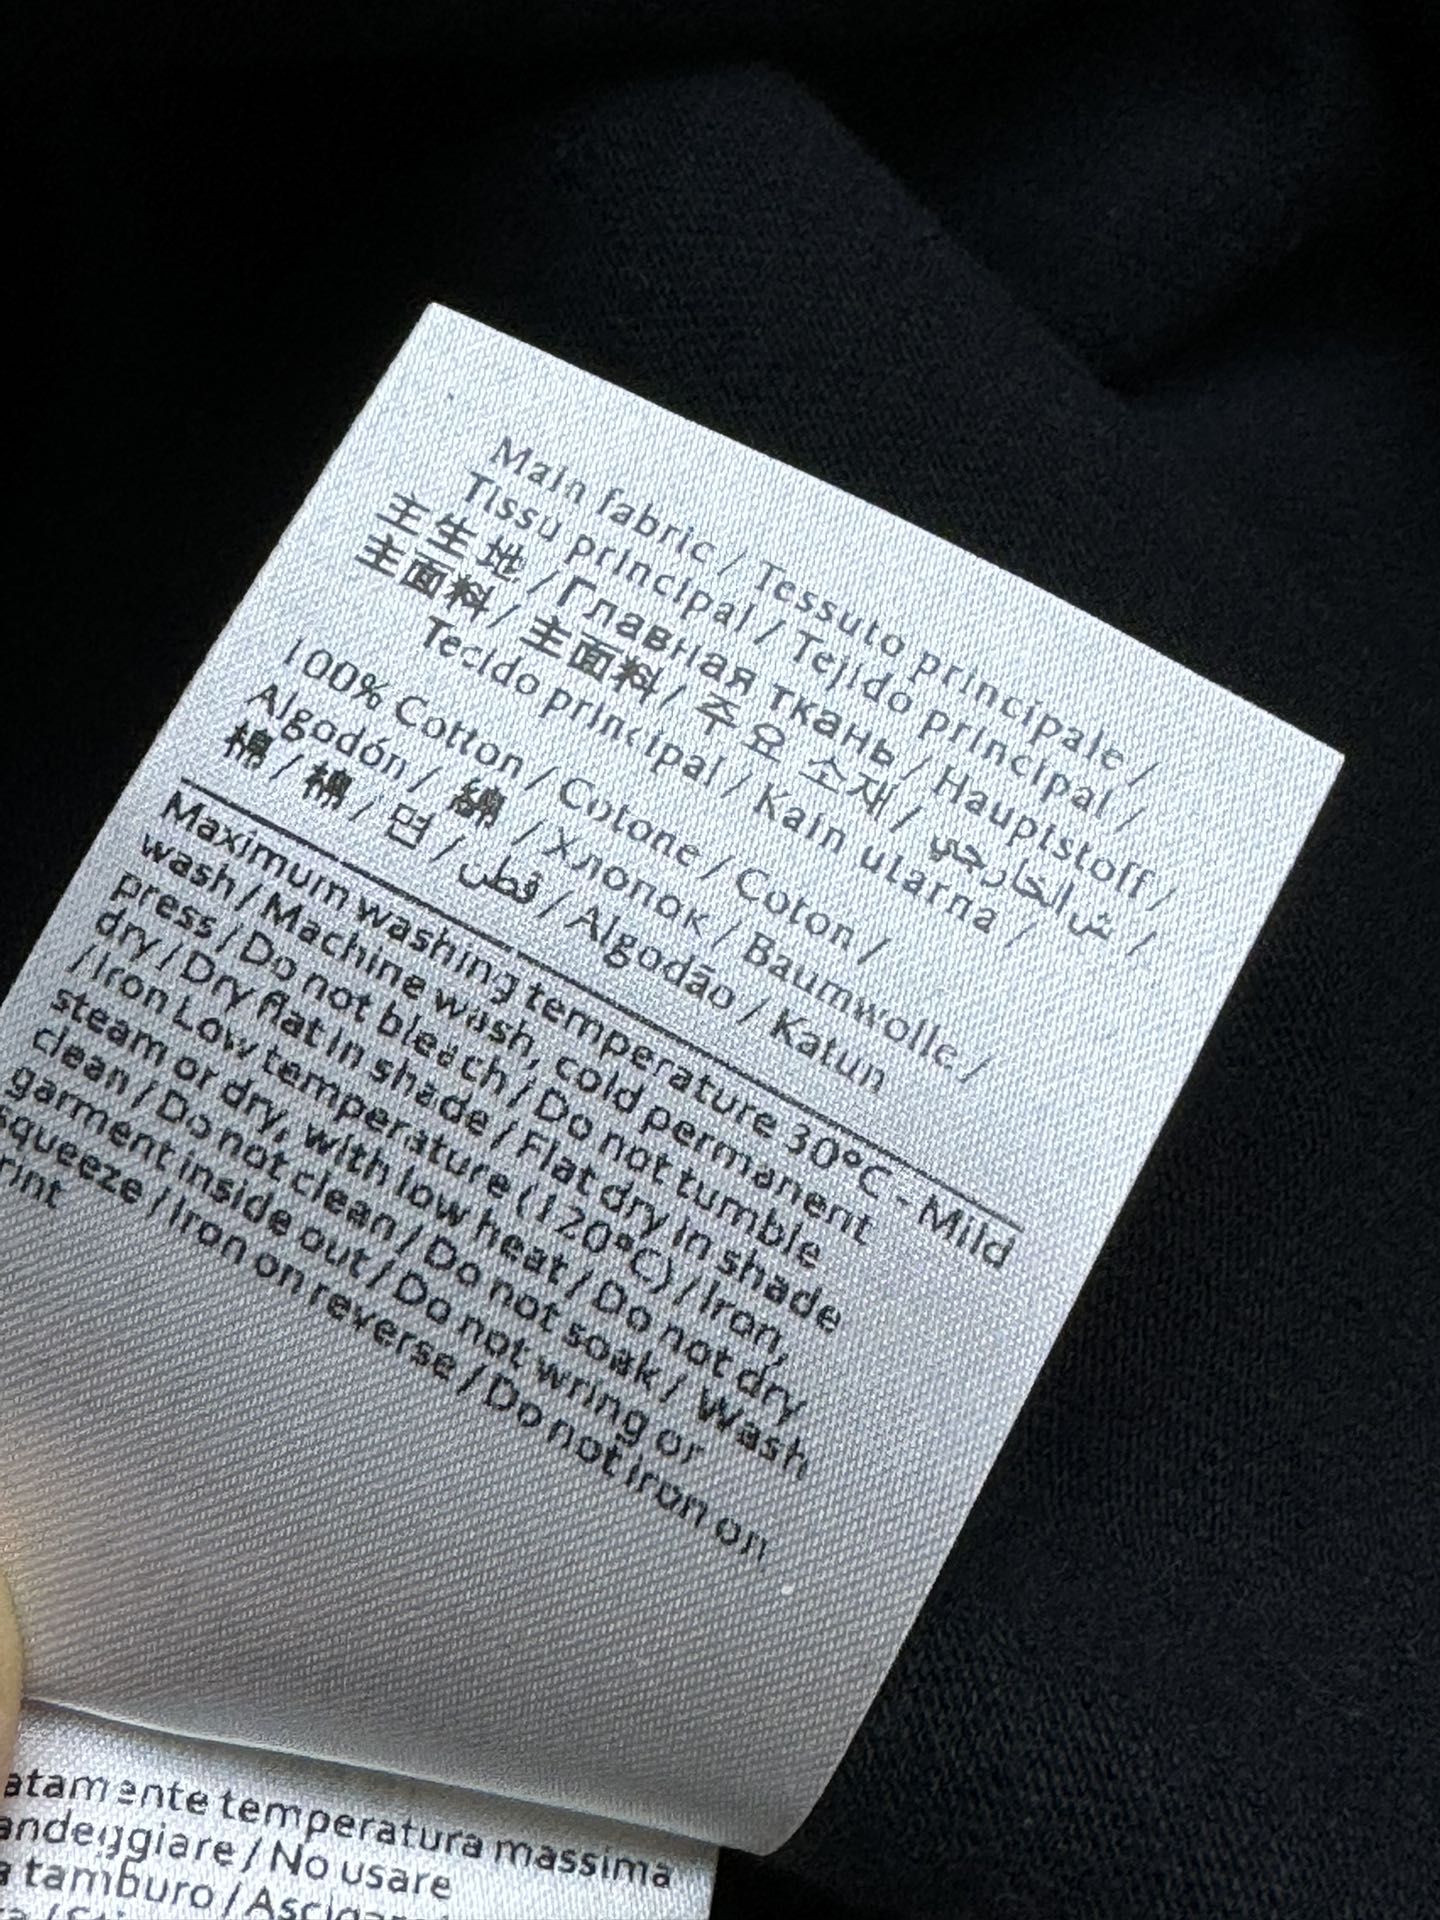 Main fabric / Tessuto principale /
Tissu principal / Tejido principal /
主生地 / Главная ткань / Hauptstoff /
主面料 / 主面料 / 주요 소재 /
Tecido principal / Kain utama /
100% Cotton / Cotone / Coton /
Algodón / 綿 / Хлопок / Baumwolle /
棉 / 棉 / 면 / قطن / Algodão / Katun
Maximum washing temperature 30°C - Mild
wash / Machine wash, cold permanent
press / Do not bleach / Do not tumble
dry / Dry flat in shade / Flat dry in shade
/ Iron Low temperature (120°C) / Iron,
steam or dry, with low heat / Do not dry
clean / Do not clean / Do not soak / Wash
garment inside out / Do not wring or
squeeze / Iron on reverse / Do not iron on
rint
atamente temperatura massima
andeggiare / No usare
a tamburo /